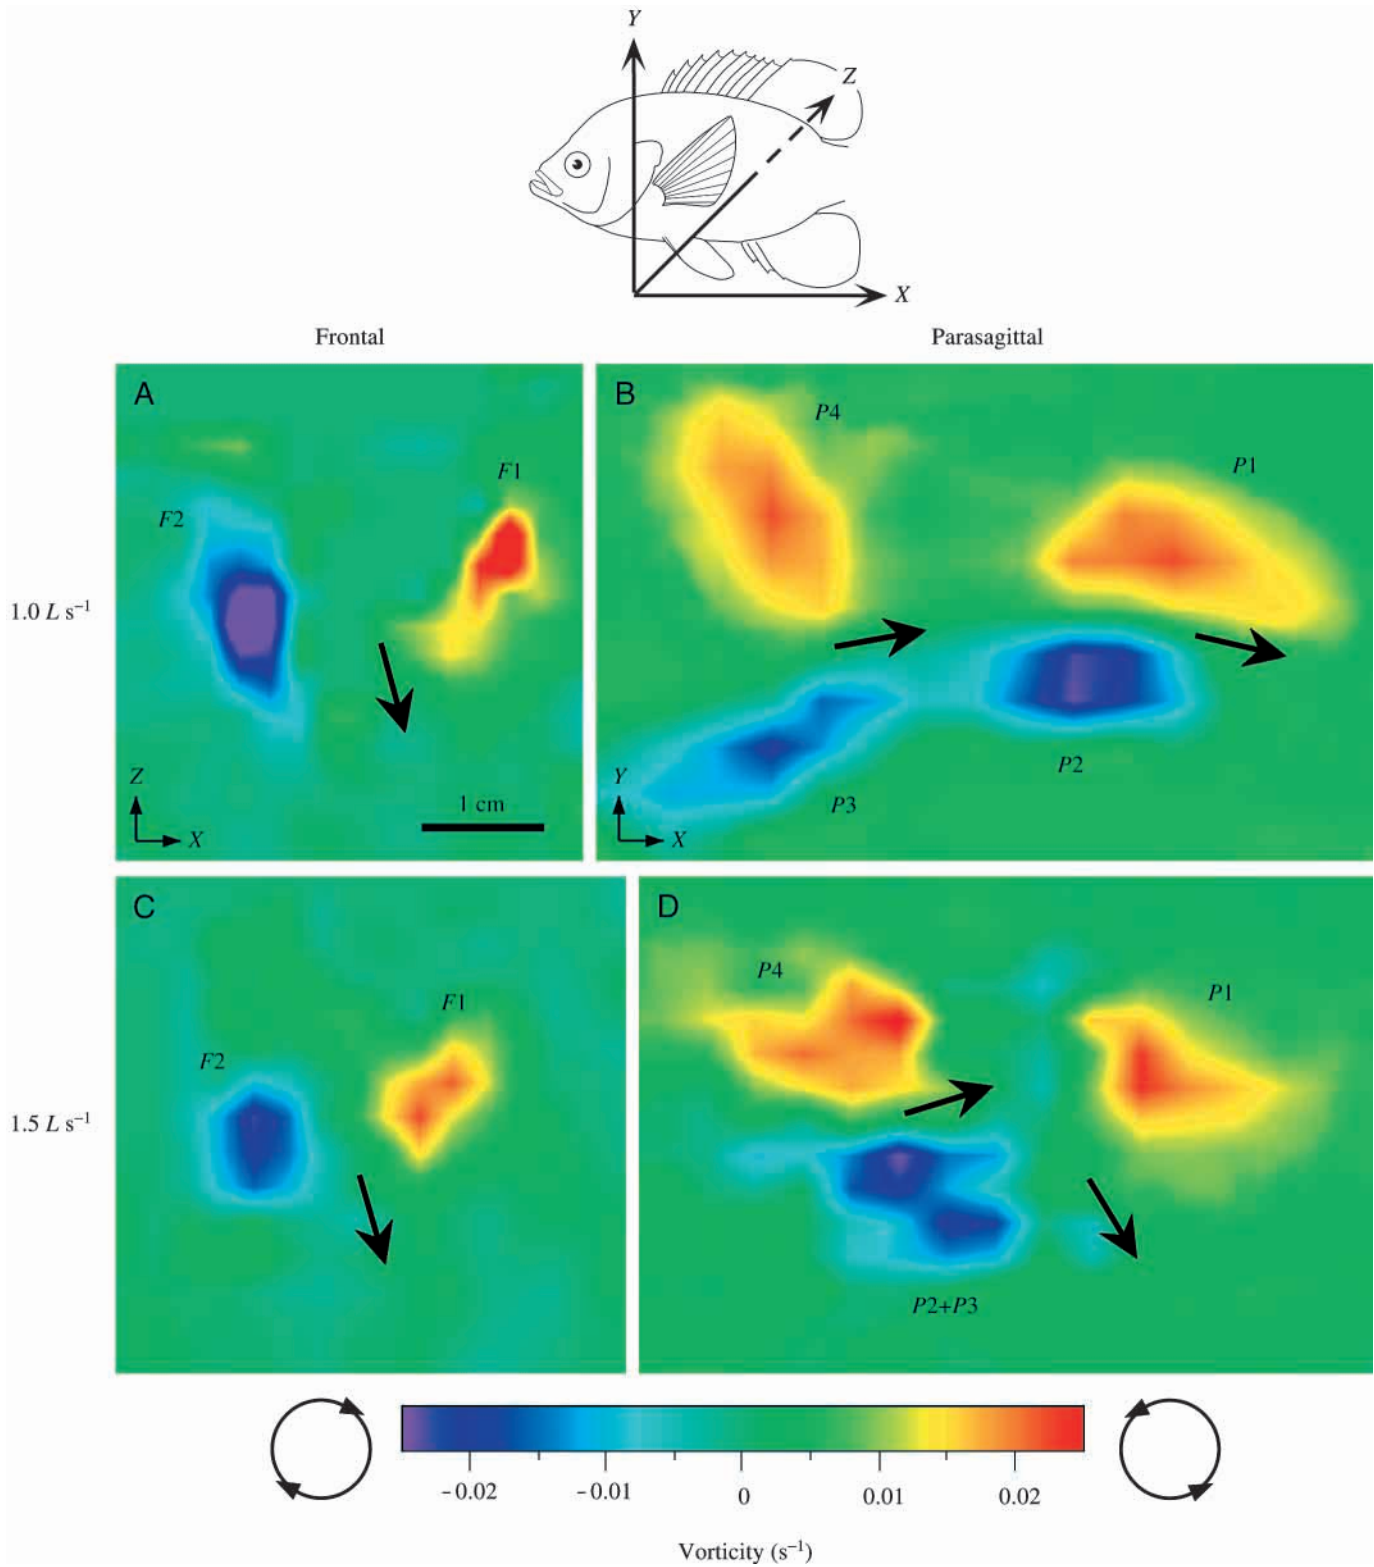 Y
Z
X
Frontal
Parasagittal
A
F1
F2
1.0 L s⁻¹
Z
X
1 cm
B
P4
P1
P2
P3
Y
X
C
F1
F2
1.5 L s⁻¹
D
P4
P1
P2+P3
−0.02 −0.01 0 0.01 0.02
Vorticity (s⁻¹)